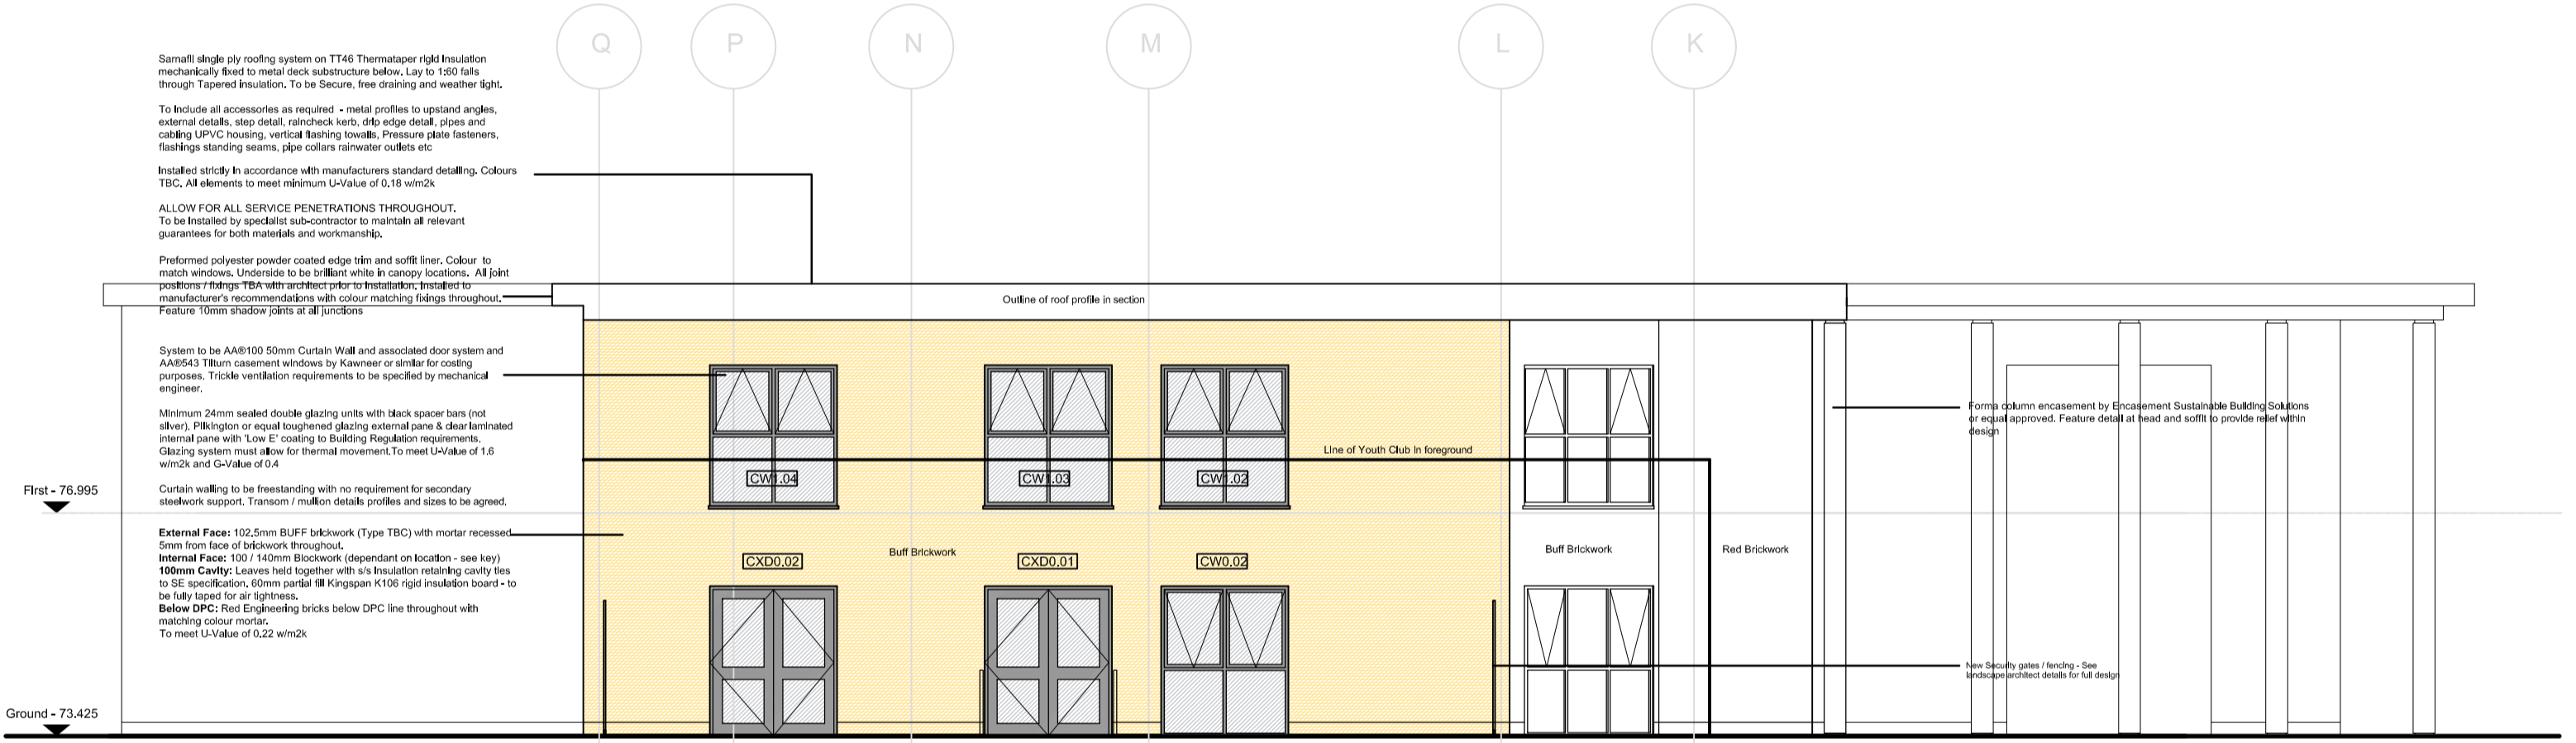 Q P N M L K
Sarnafil single ply roofing system on TT46 Thermataper rigid insulation
mechanically fixed to metal deck substructure below. Lay to 1:60 falls
through Tapered insulation. To be Secure, free draining and weather tight.
To include all accessories as required - metal profiles to upstand angles,
external details, step detail, raincheck kerb, drip edge detail, pipes and
cabling UPVC housing, vertical flashing towalls, Pressure plate fasteners,
flashings standing seams, pipe collars rainwater outlets etc
Installed strictly in accordance with manufacturers standard detailing. Colours
TBC. All elements to meet minimum U-Value of 0.18 w/m2k
ALLOW FOR ALL SERVICE PENETRATIONS THROUGHOUT.
To be installed by specialist sub-contractor to maintain all relevant
guarantees for both materials and workmanship.
Preformed polyester powder coated edge trim and soffit liner. Colour to
match windows. Underside to be brilliant white in canopy locations. All joint
positions / fixings TBA with architect prior to installation. Installed to
manufacturer's recommendations with colour matching fixings throughout.
Feature 10mm shadow joints at all junctions
Outline of roof profile in section
System to be AA®100 50mm Curtain Wall and associated door system and
AA®543 Tilturn casement windows by Kawneer or similar for costing
purposes. Trickle ventilation requirements to be specified by mechanical
engineer.
Minimum 24mm sealed double glazing units with black spacer bars (not
silver). Pilkington or equal toughened glazing external pane & clear laminated
internal pane with 'Low E' coating to Building Regulation requirements.
Glazing system must allow for thermal movement.To meet U-Value of 1.6
w/m2k and G-Value of 0.4
Curtain walling to be freestanding with no requirement for secondary
steelwork support. Transom / mullion details profiles and sizes to be agreed.
Forma column encasement by Encasement Sustainable Building Solutions
or equal approved. Feature detail at head and soffit to provide relief within
design
Line of Youth Club in foreground
CW1.04 CW1.03 CW1.02
First - 76.995
External Face: 102.5mm BUFF brickwork (Type TBC) with mortar recessed
5mm from face of brickwork throughout.
Internal Face: 100 / 140mm Blockwork (dependant on location - see key)
100mm Cavity: Leaves held together with s/s insulation retaining cavity ties
to SE specification. 60mm partial fill Kingspan K106 rigid insulation board - to
be fully taped for air tightness.
Below DPC: Red Engineering bricks below DPC line throughout with
matching colour mortar.
To meet U-Value of 0.22 w/m2k
Buff Brickwork
Buff Brickwork
Red Brickwork
CXD0.02 CXD0.01 CW0.02
New Security gates / fencing - See
landscape architect details for full design
Ground - 73.425